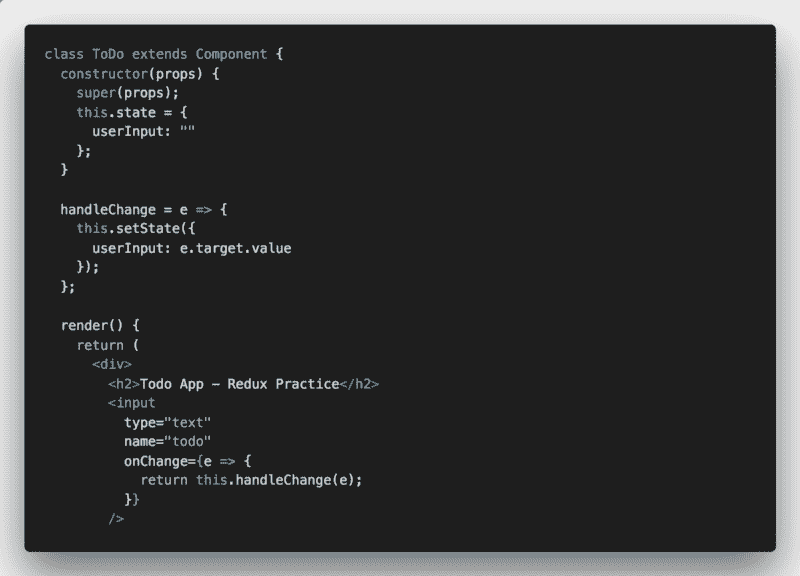 class ToDo extends Component {
  constructor(props) {
    super(props);
    this.state = {
      userInput: ""
    };
  }

  handleChange = e => {
    this.setState({
      userInput: e.target.value
    });
  };

  render() {
    return (
      <div>
        <h2>Todo App – Redux Practice</h2>
        <input
          type="text"
          name="todo"
          onChange={e => {
            return this.handleChange(e);
          }}
        />